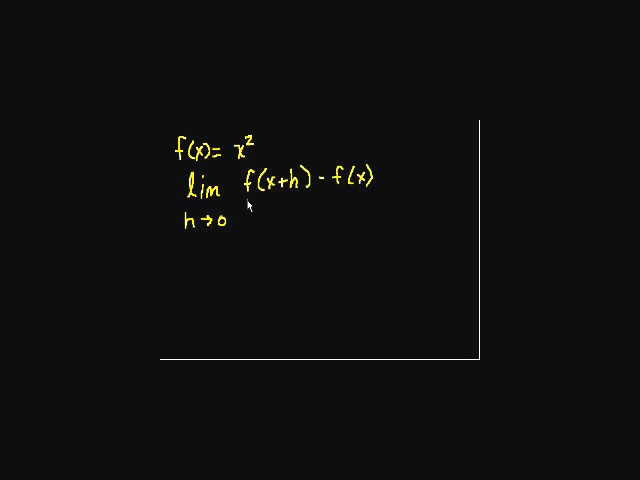 f(x)= x²
lim f(x+h) - f(x)
h→0